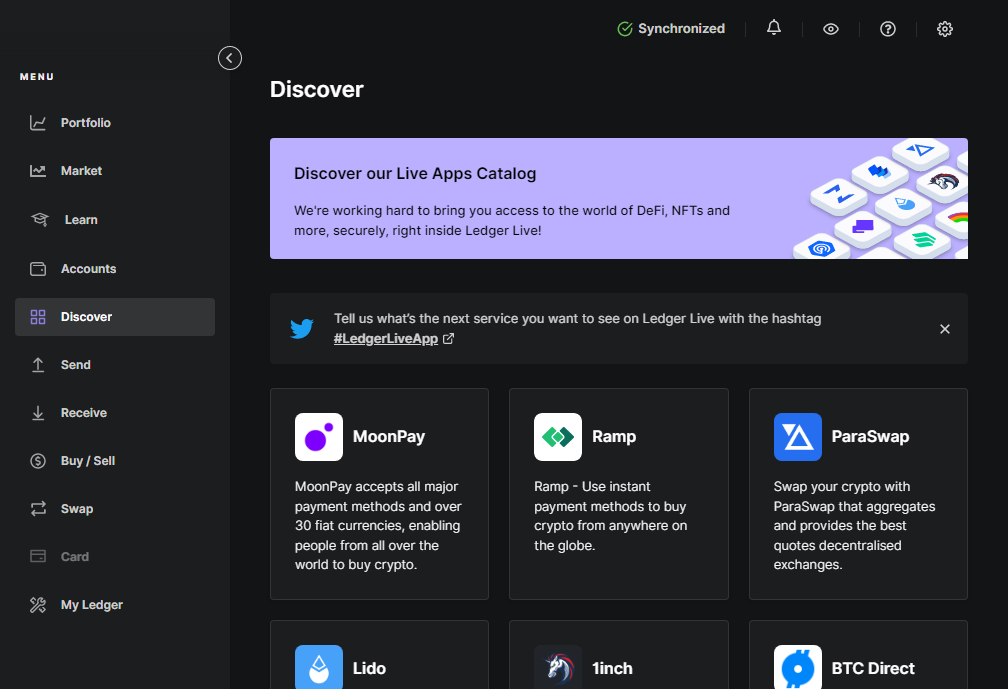 Synchronized
MENU
Portfolio
Market
Learn
Accounts
Discover
Send
Receive
Buy / Sell
Swap
Card
My Ledger
Discover
Discover our Live Apps Catalog
We're working hard to bring you access to the world of DeFi, NFTs and
more, securely, right inside Ledger Live!
Tell us what's the next service you want to see on Ledger Live with the hashtag
#LedgerLiveApp
MoonPay
MoonPay accepts all major
payment methods and over
30 fiat currencies, enabling
people from all over the
world to buy crypto.
Ramp
Ramp - Use instant
payment methods to buy
crypto from anywhere on
the globe.
ParaSwap
Swap your crypto with
ParaSwap that aggregates
and provides the best
quotes decentralised
exchanges.
Lido
1inch
BTC Direct